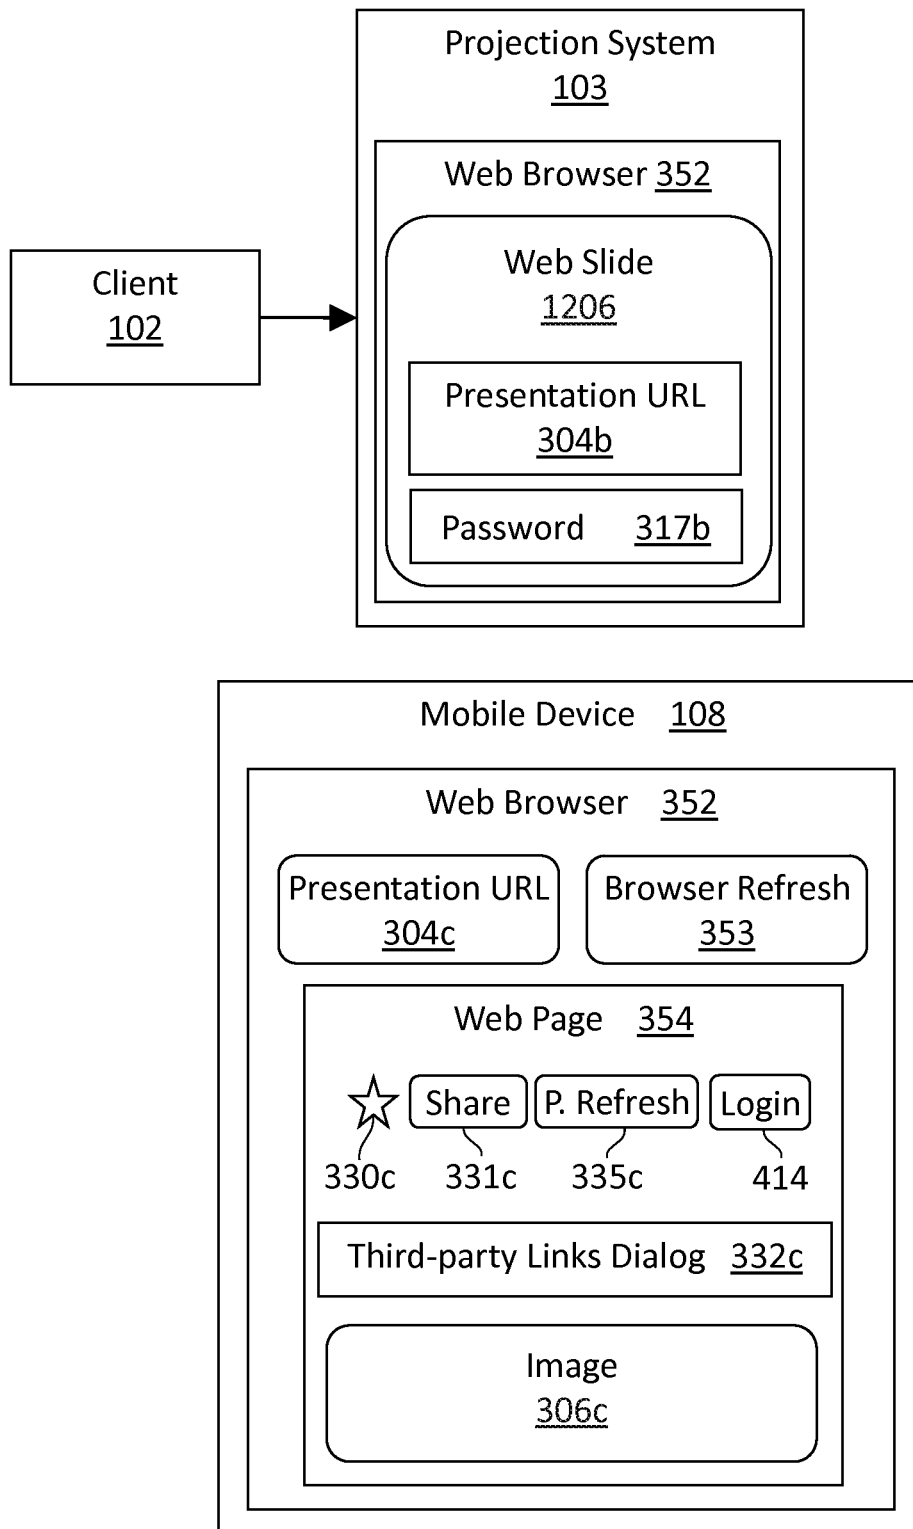 Projection System
103
Web Browser 352
Web Slide
1206
Client
102
Presentation URL
304b
Password 317b
Mobile Device 108
Web Browser 352
Presentation URL
304c
Browser Refresh
353
Web Page 354
Share P. Refresh Login
330c 331c 335c 414
Third-party Links Dialog 332c
Image
306c